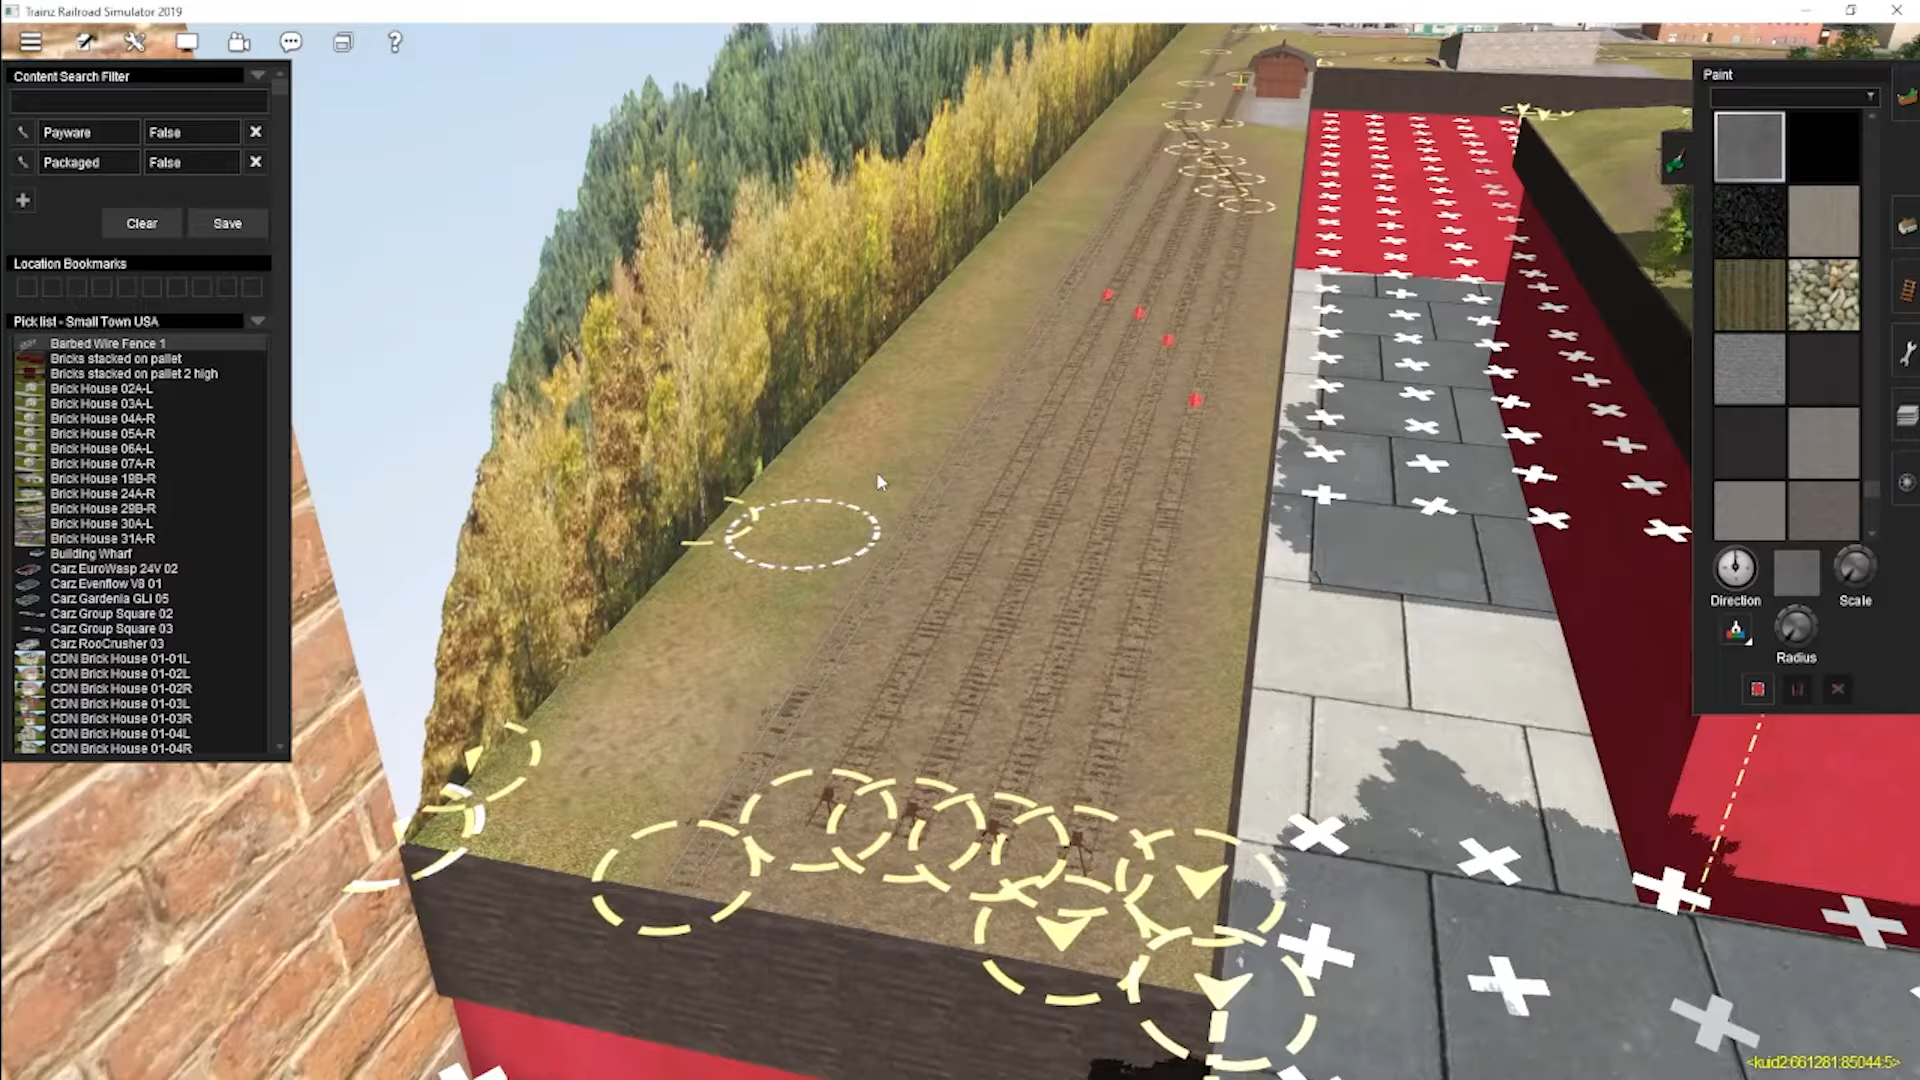 Trainz Railroad Simulator 2019
Content Search Filter
Payware False
Packaged False
Clear Save
Location Bookmarks
Pick list - Small Town USA
Barbed Wire Fence 1
Bricks stacked on pallet
Bricks stacked on pallet 2 high
Brick House 02A-L
Brick House 03A-L
Brick House 04A-R
Brick House 05A-R
Brick House 06A-L
Brick House 07A-R
Brick House 19B-R
Brick House 24A-R
Brick House 29B-R
Brick House 30A-L
Brick House 31A-R
Building Wharf
Carz EuroWasp 24V 02
Carz Evenflow V8 01
Carz Gardenia GLI 05
Carz Group Square 02
Carz Group Square 03
Carz RooCrusher 03
CDN Brick House 01-01L
CDN Brick House 01-02L
CDN Brick House 01-02R
CDN Brick House 01-03L
CDN Brick House 01-03R
CDN Brick House 01-04L
CDN Brick House 01-04R
Paint
Direction
Scale
Radius
<kuid2:661281:85044:5>